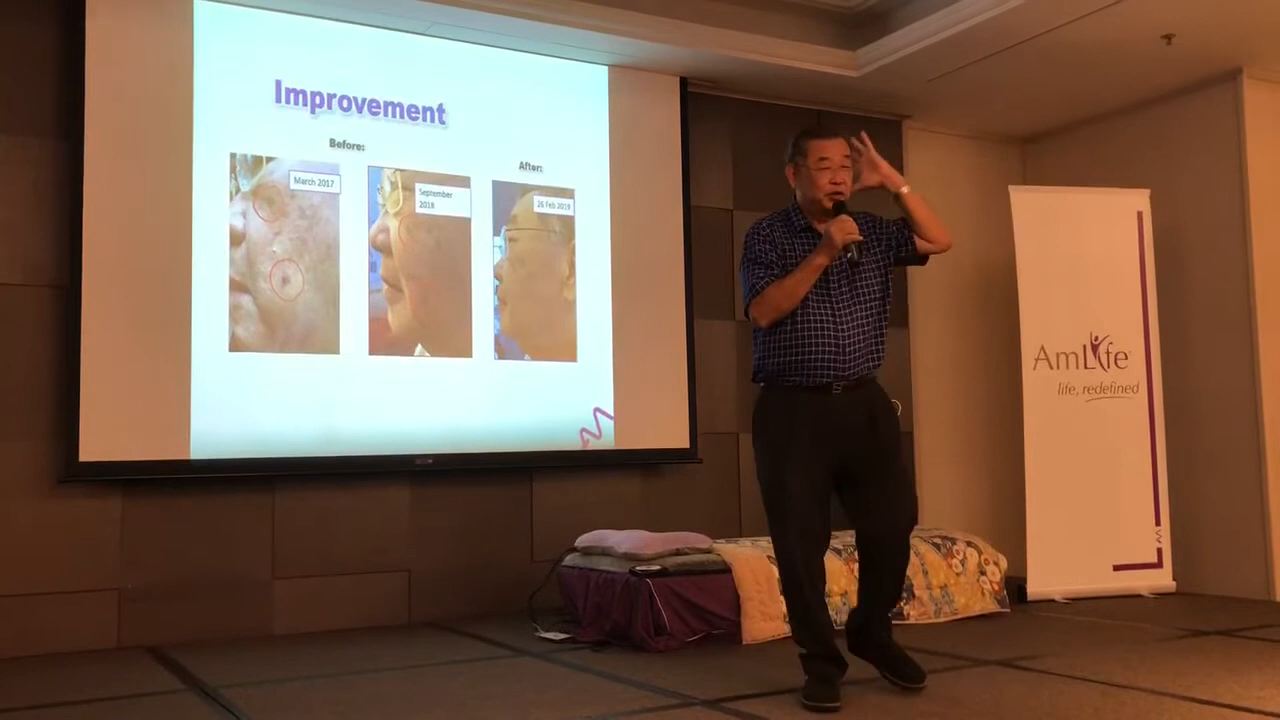 Improvement
Before:
After:
March 2017
September
2018
26 Feb 2019
AmLife
life, redefined